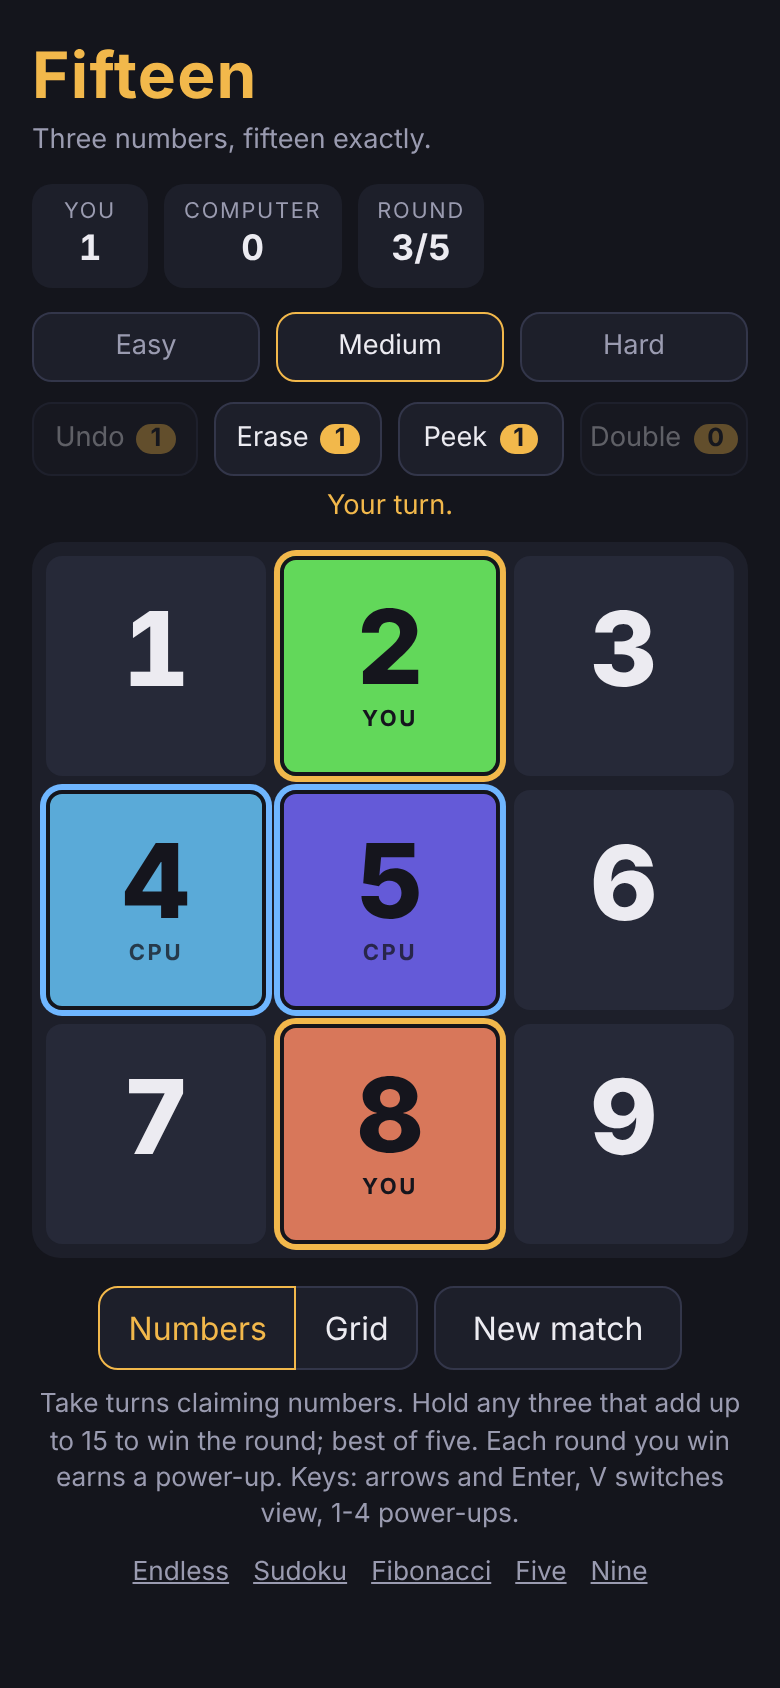 Fifteen
Three numbers, fifteen exactly.
YOU COMPUTER ROUND
1 0 3/5
Easy Medium Hard
Undo 1 Erase 1 Peek 1 Double 0
Your turn.
1 2 3
YOU
4 5 6
CPU CPU
7 8 9
YOU
Numbers Grid New match
Take turns claiming numbers. Hold any three that add up
to 15 to win the round; best of five. Each round you win
earns a power-up. Keys: arrows and Enter, V switches
view, 1-4 power-ups.
Endless Sudoku Fibonacci Five Nine